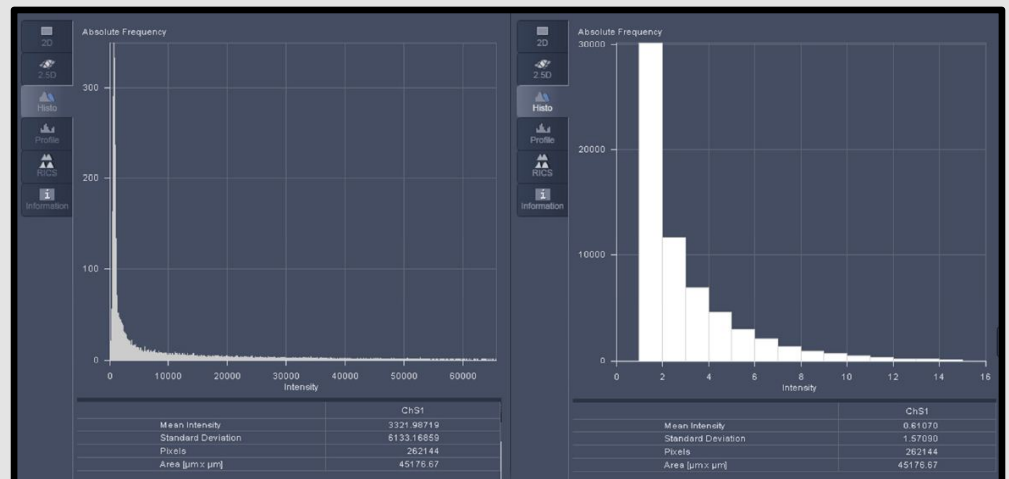 Absolute Frequency
2D
2.5D
Histo
Profile
RICS
i
Information
300
200
100
0
0 10000 20000 30000 40000 50000 60000
Intensity
ChS1
Mean Intensity 3321.98719
Standard Deviation 6133.16859
Pixels 262144
Area [µm x µm] 45176.67
Absolute Frequency
2D
2.5D
Histo
Profile
RICS
i
Information
30000
20000
10000
0
0 2 4 6 8 10 12 14 16
Intensity
ChS1
Mean Intensity 0.61070
Standard Deviation 1.57090
Pixels 262144
Area [µm x µm] 45176.67